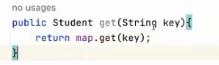 no usages
public Student get(String key){
    return map.get(key);
}